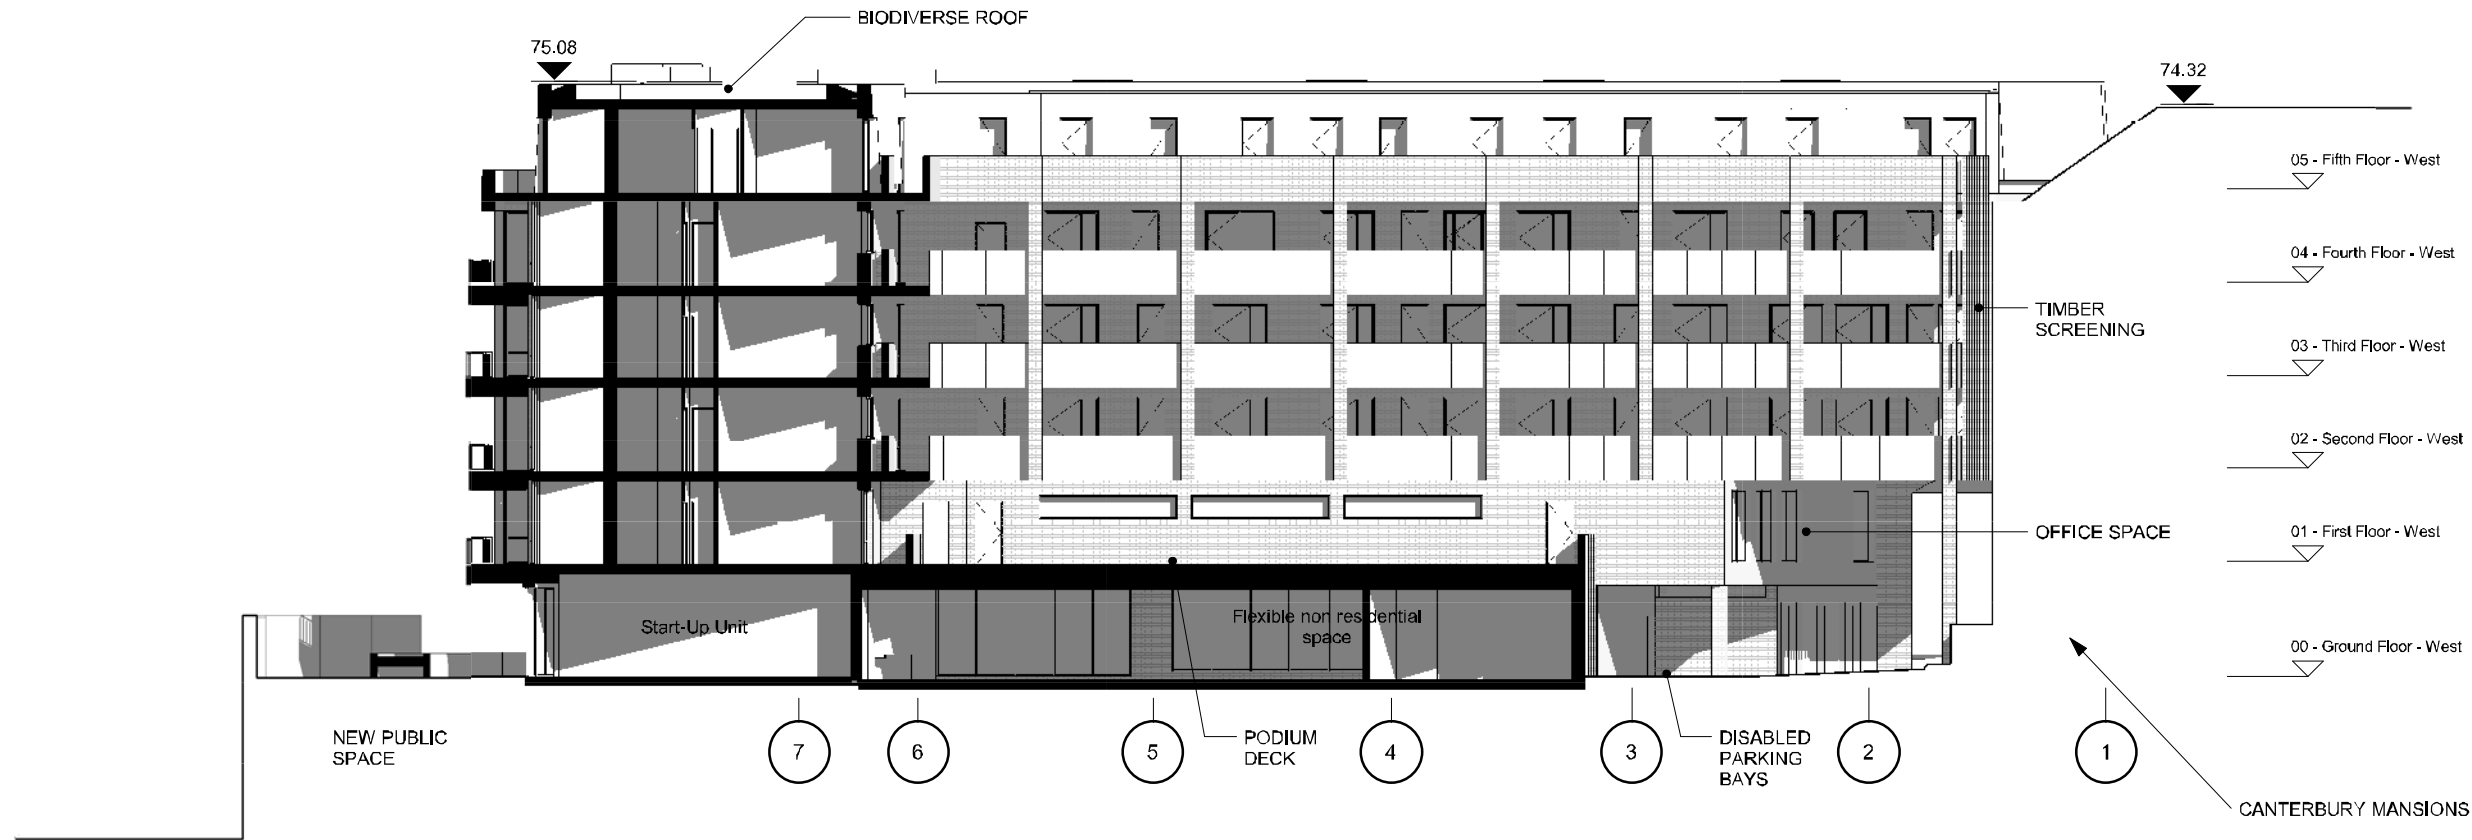 BIODIVERSE ROOF
75.08
74.32
05 - Fifth Floor - West
04 - Fourth Floor - West
TIMBER
SCREENING
03 - Third Floor - West
02 - Second Floor - West
OFFICE SPACE
01 - First Floor - West
Start-Up Unit
Flexible non residential
space
00 - Ground Floor - West
NEW PUBLIC
SPACE
7
6
5
PODIUM
DECK
4
3
DISABLED
PARKING
BAYS
2
1
CANTERBURY MANSIONS